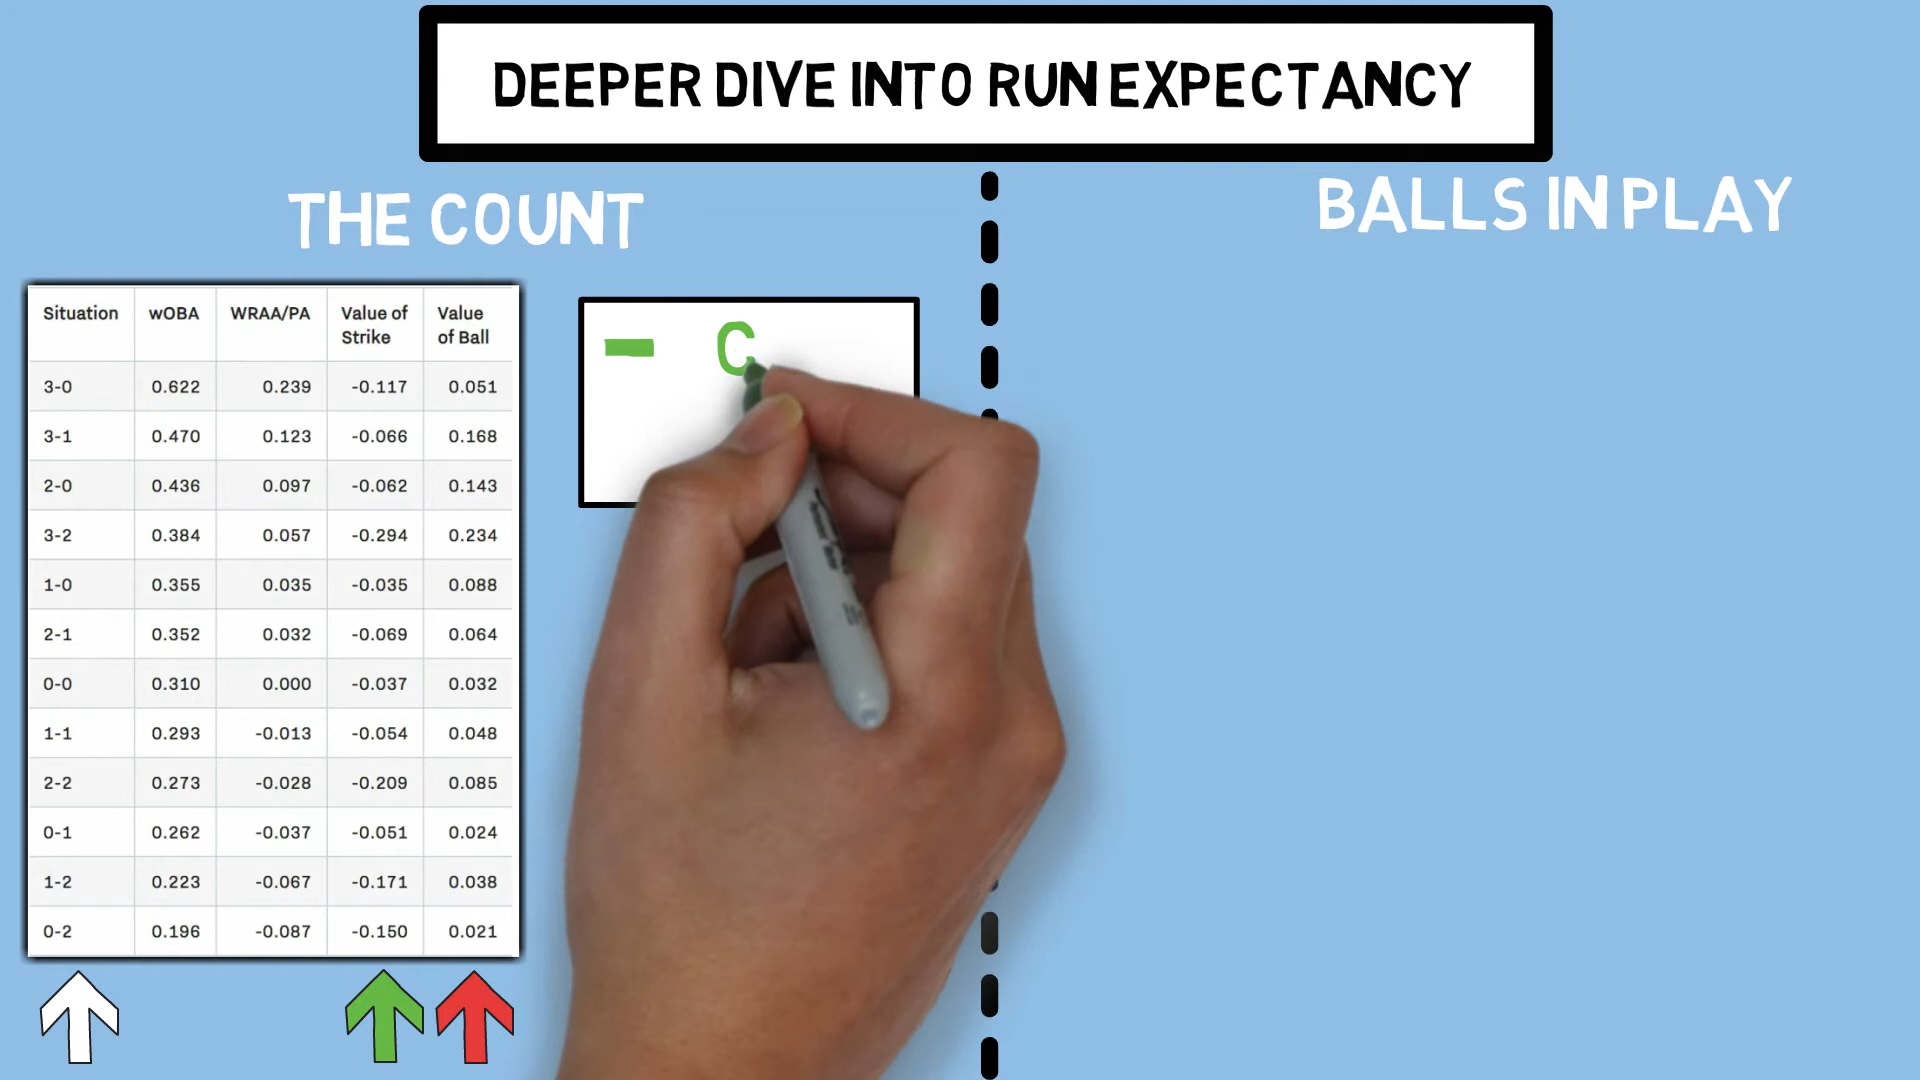 DEEPER DIVE INTO RUN EXPECTANCY
THE COUNT
BALLS IN PLAY
Situation wOBA WRAA/PA Value of Strike Value of Ball
3-0 0.622 0.239 -0.117 0.051
3-1 0.470 0.123 -0.066 0.168
2-0 0.436 0.097 -0.062 0.143
3-2 0.384 0.057 -0.294 0.234
1-0 0.355 0.035 -0.035 0.088
2-1 0.352 0.032 -0.069 0.064
0-0 0.310 0.000 -0.037 0.032
1-1 0.293 -0.013 -0.054 0.048
2-2 0.273 -0.028 -0.209 0.085
0-1 0.262 -0.037 -0.051 0.024
1-2 0.223 -0.067 -0.171 0.038
0-2 0.196 -0.087 -0.150 0.021
- C